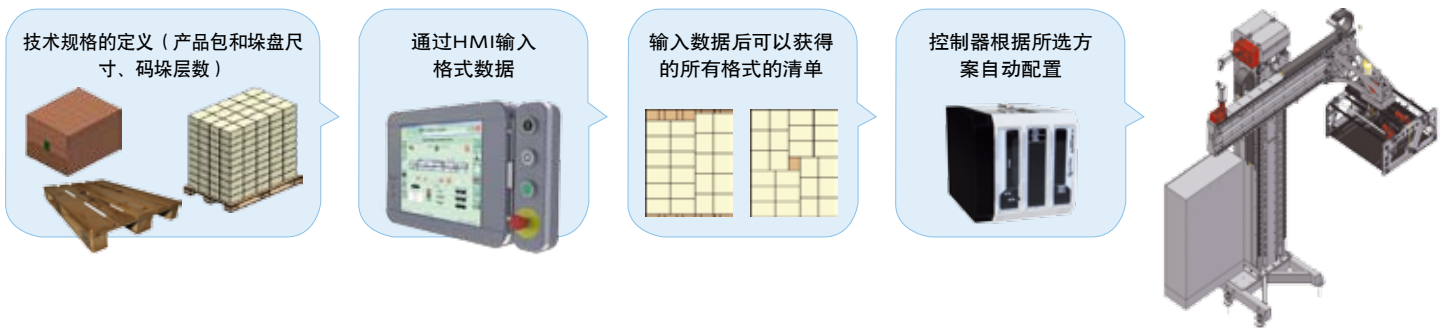 技术规格的定义（产品包和垛盘尺
寸、码垛层数）
通过HMI输入
格式数据
输入数据后可以获得
的所有格式的清单
控制器根据所选方
案自动配置